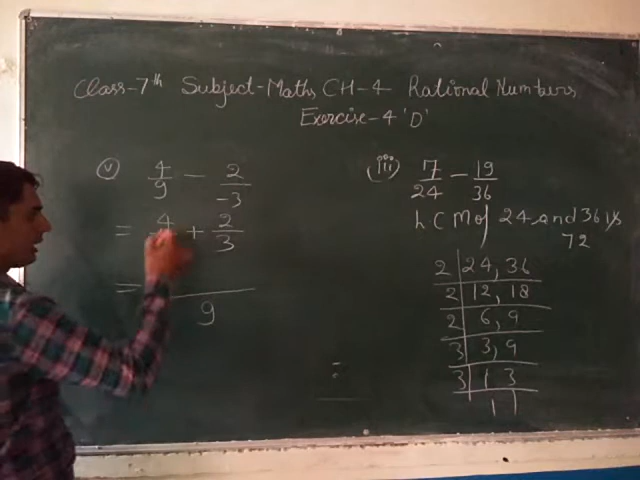 Class-7th Subject-Maths CH-4 Rational Numbers
Exercise-4 'D'
(v) 4/9 - 2/-3
= 4/ + 2/3
= /9
(iii) 7/24 - 19/36
LCM of 24 and 36 is
72
2 | 24, 36
2 | 12, 18
2 | 6, 9
3 | 3, 9
3 | 1 3
1 1